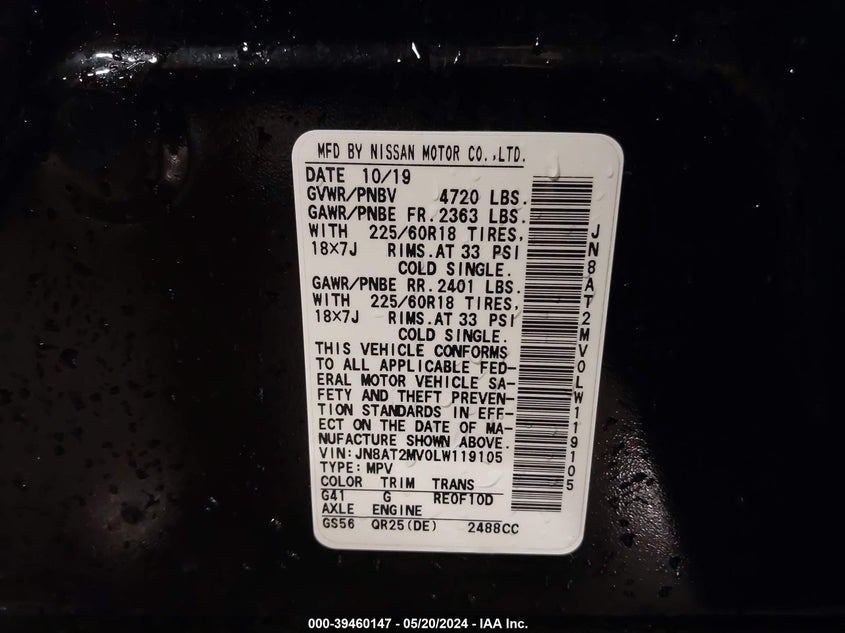 MFD BY NISSAN MOTOR CO.,LTD.
DATE 10/19
GVWR/PNBV 4720 LBS.
GAWR/PNBE FR. 2363 LBS.
WITH 225/60R18 TIRES,
18×7J RIMS.AT 33 PSI
COLD SINGLE.
GAWR/PNBE RR. 2401 LBS.
WITH 225/60R18 TIRES,
18×7J RIMS.AT 33 PSI
COLD SINGLE.
THIS VEHICLE CONFORMS
TO ALL APPLICABLE FED-
ERAL MOTOR VEHICLE SA-
FETY AND THEFT PREVEN-
TION STANDARDS IN EFF-
ECT ON THE DATE OF MA-
NUFACTURE SHOWN ABOVE.
VIN: JN8AT2MV0LW119105
TYPE: MPV
COLOR TRIM TRANS
G41 G RE0F10D
AXLE ENGINE
GS56 QR25(DE) 2488CC
JN8AT2MV0LW119105
000-39460147 - 05/20/2024 - IAA Inc.